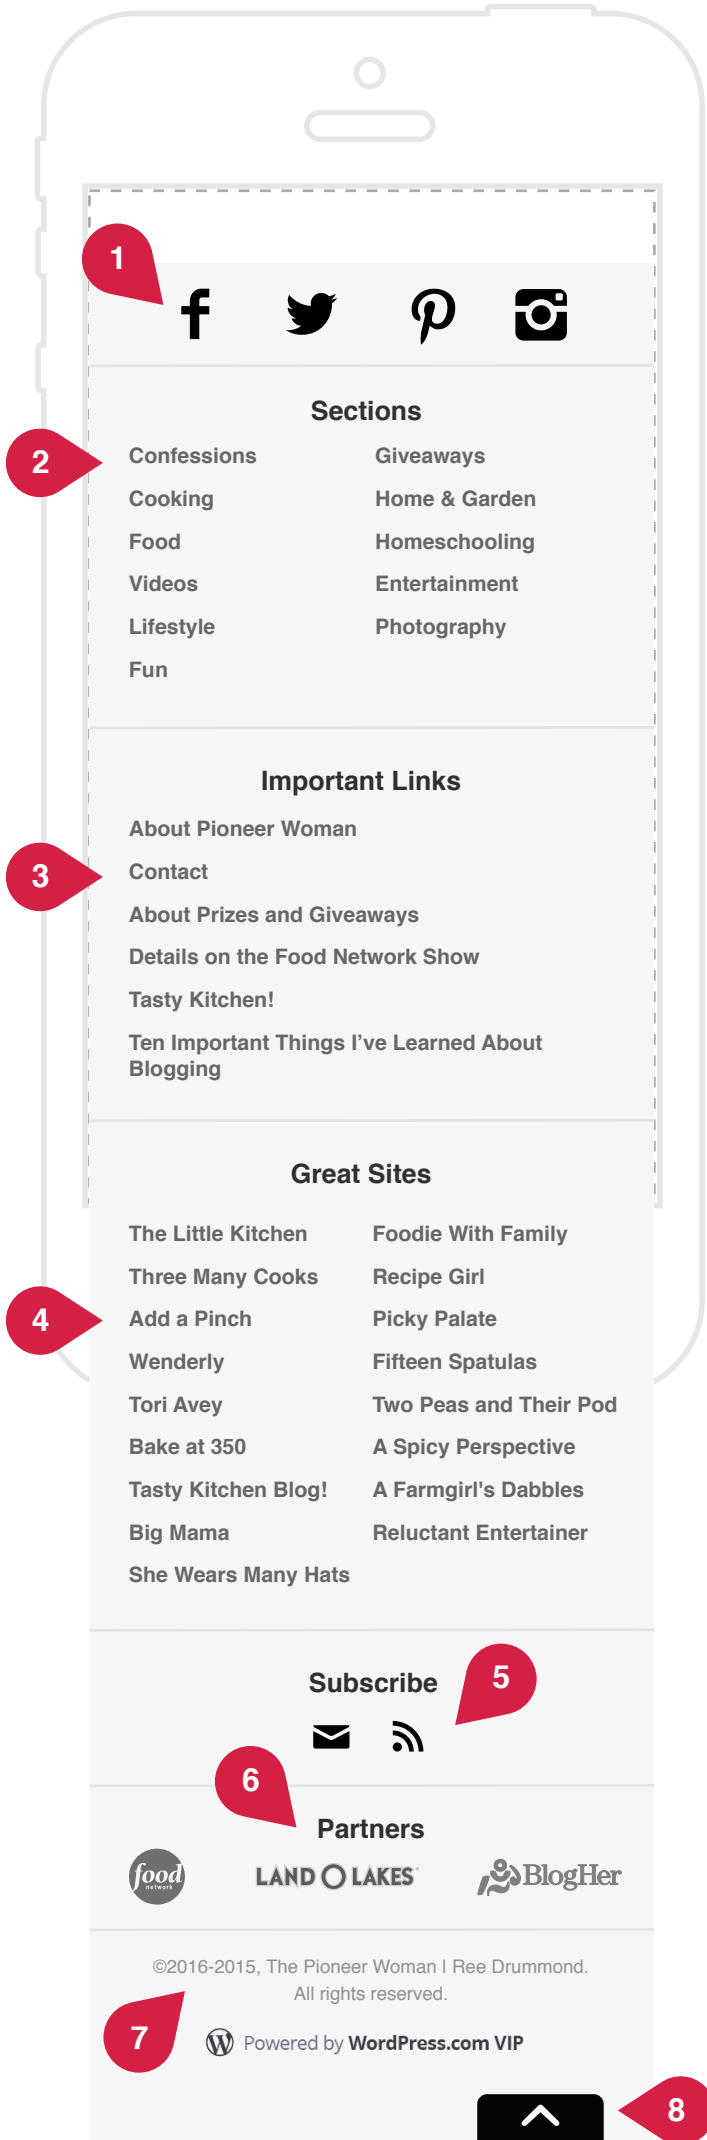 1
Sections
2
Confessions
Giveaways
Cooking
Home & Garden
Food
Homeschooling
Videos
Entertainment
Lifestyle
Photography
Fun
Important Links
About Pioneer Woman
3
Contact
About Prizes and Giveaways
Details on the Food Network Show
Tasty Kitchen!
Ten Important Things I’ve Learned About
Blogging
Great Sites
The Little Kitchen
Foodie With Family
Three Many Cooks
Recipe Girl
4
Add a Pinch
Picky Palate
Wenderly
Fifteen Spatulas
Tori Avey
Two Peas and Their Pod
Bake at 350
A Spicy Perspective
Tasty Kitchen Blog!
A Farmgirl's Dabbles
Big Mama
Reluctant Entertainer
She Wears Many Hats
Subscribe
5
6
Partners
food
network
LAND O LAKES
BlogHer
©2016-2015, The Pioneer Woman | Ree Drummond.
All rights reserved.
7
Powered by WordPress.com VIP
8